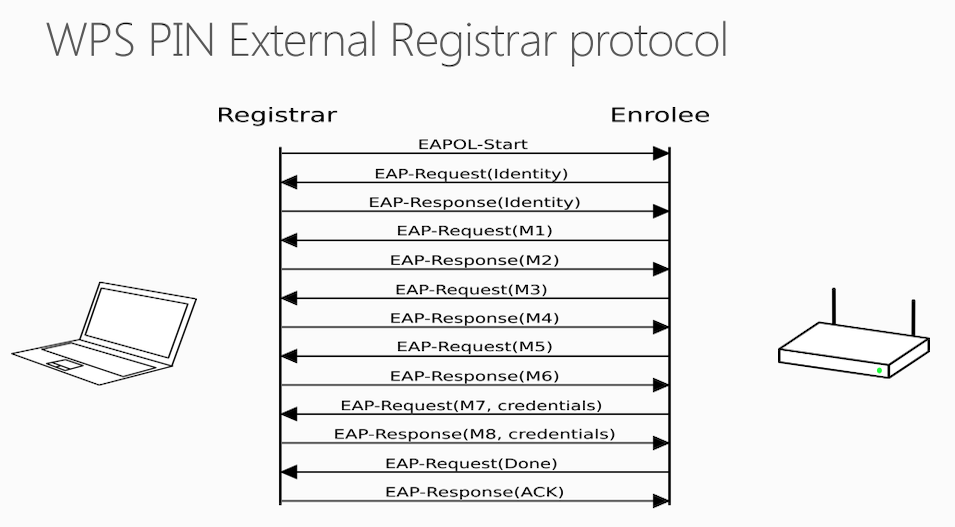 WPS PIN External Registrar protocol
Registrar Enrolee
EAPOL-Start
EAP-Request(Identity)
EAP-Response(Identity)
EAP-Request(M1)
EAP-Response(M2)
EAP-Request(M3)
EAP-Response(M4)
EAP-Request(M5)
EAP-Response(M6)
EAP-Request(M7, credentials)
EAP-Response(M8, credentials)
EAP-Request(Done)
EAP-Response(ACK)